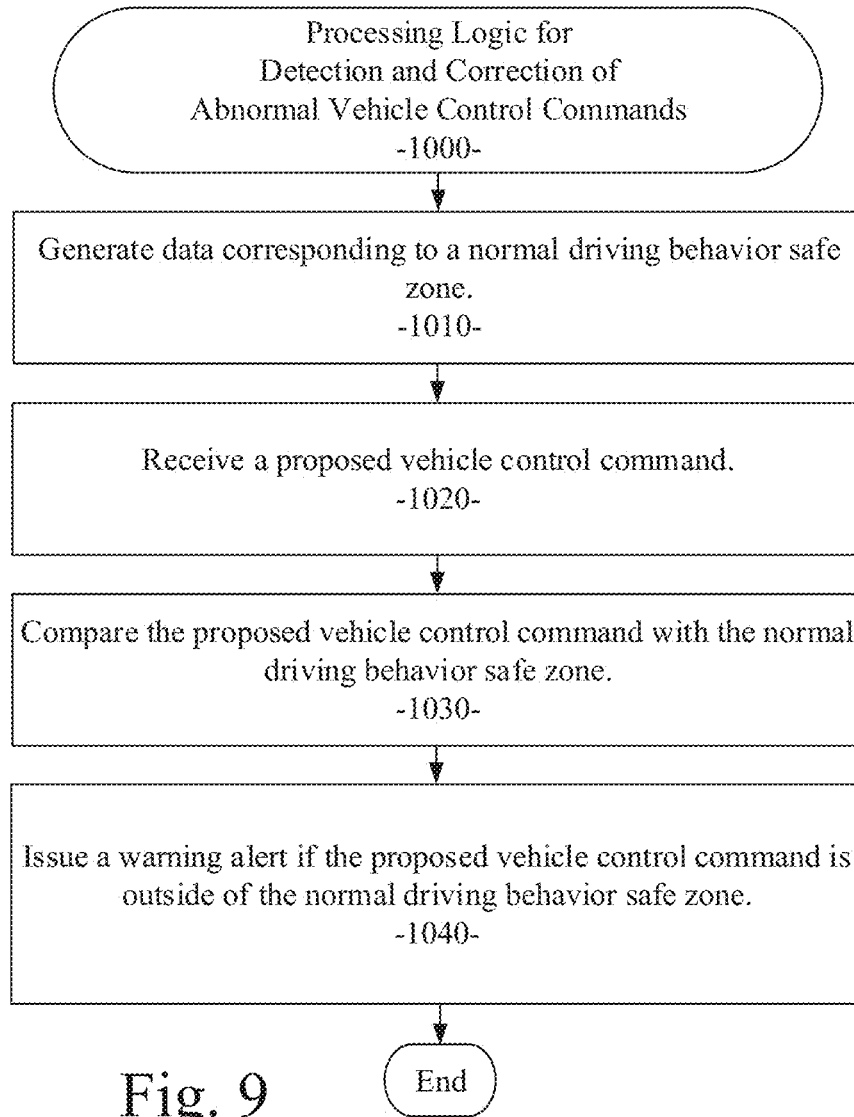 Processing Logic for
Detection and Correction of
Abnormal Vehicle Control Commands
-1000-
Generate data corresponding to a normal driving behavior safe
zone.
-1010-
Receive a proposed vehicle control command.
-1020-
Compare the proposed vehicle control command with the normal
driving behavior safe zone.
-1030-
Issue a warning alert if the proposed vehicle control command is
outside of the normal driving behavior safe zone.
-1040-
End
Fig. 9